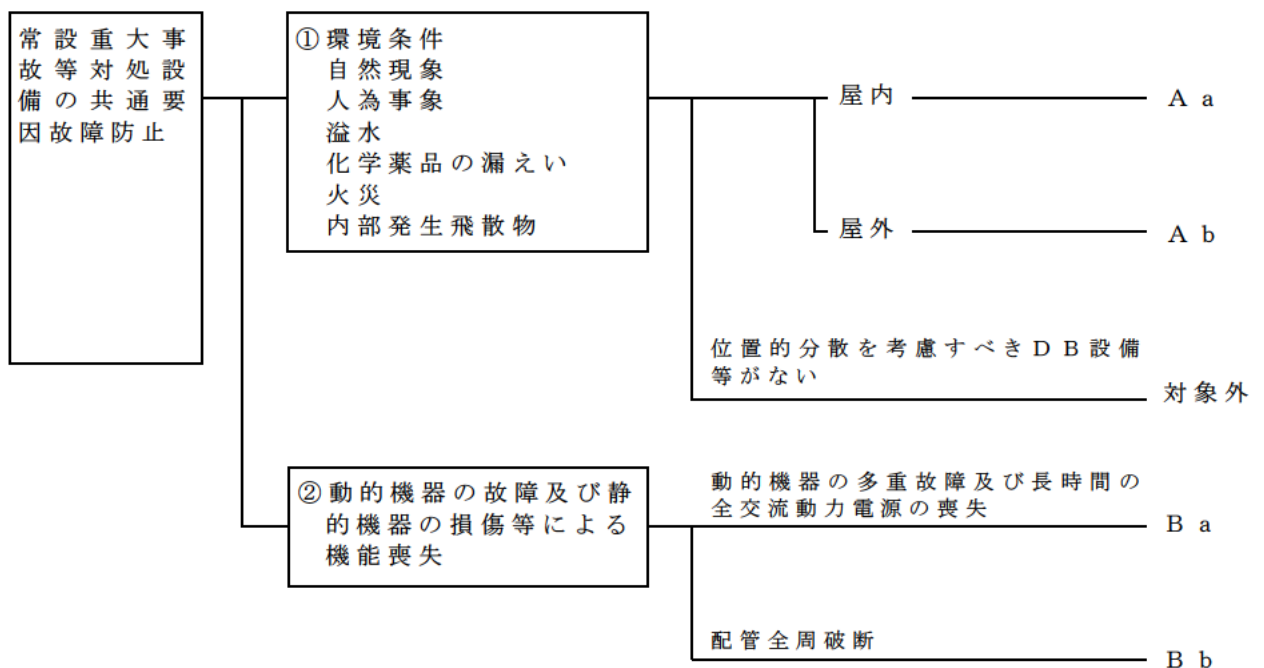 常設重大事
故等対処設
備の共通要
因故障防止
①環境条件
自然現象
人為事象
溢水
化学薬品の漏えい
火災
内部発生飛散物
屋内
Aa
屋外
Ab
位置的分散を考慮すべきDB設備
等がない
対象外
②動的機器の故障及び静
的機器の損傷等による
機能喪失
動的機器の多重故障及び長時間の
全交流動力電源の喪失
Ba
配管全周破断
Bb